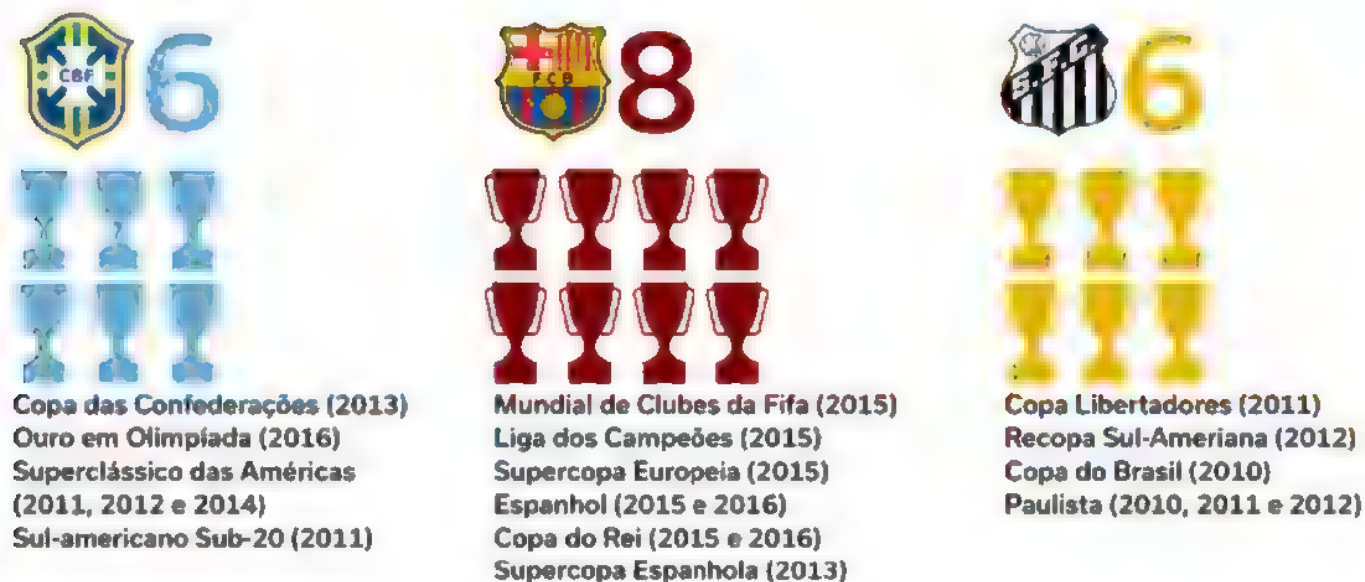 CBF
6
Copa das Confederações (2013)
Ouro em Olimpíada (2016)
Superclássico das Américas
(2011, 2012 e 2014)
Sul-americano Sub-20 (2011)
FCB
8
Mundial de Clubes da Fifa (2015)
Liga dos Campeões (2015)
Supercopa Europeia (2015)
Espanhol (2015 e 2016)
Copa do Rei (2015 e 2016)
Supercopa Espanhola (2013)
S.F.C.
6
Copa Libertadores (2011)
Recopa Sul-Ameriana (2012)
Copa do Brasil (2010)
Paulista (2010, 2011 e 2012)